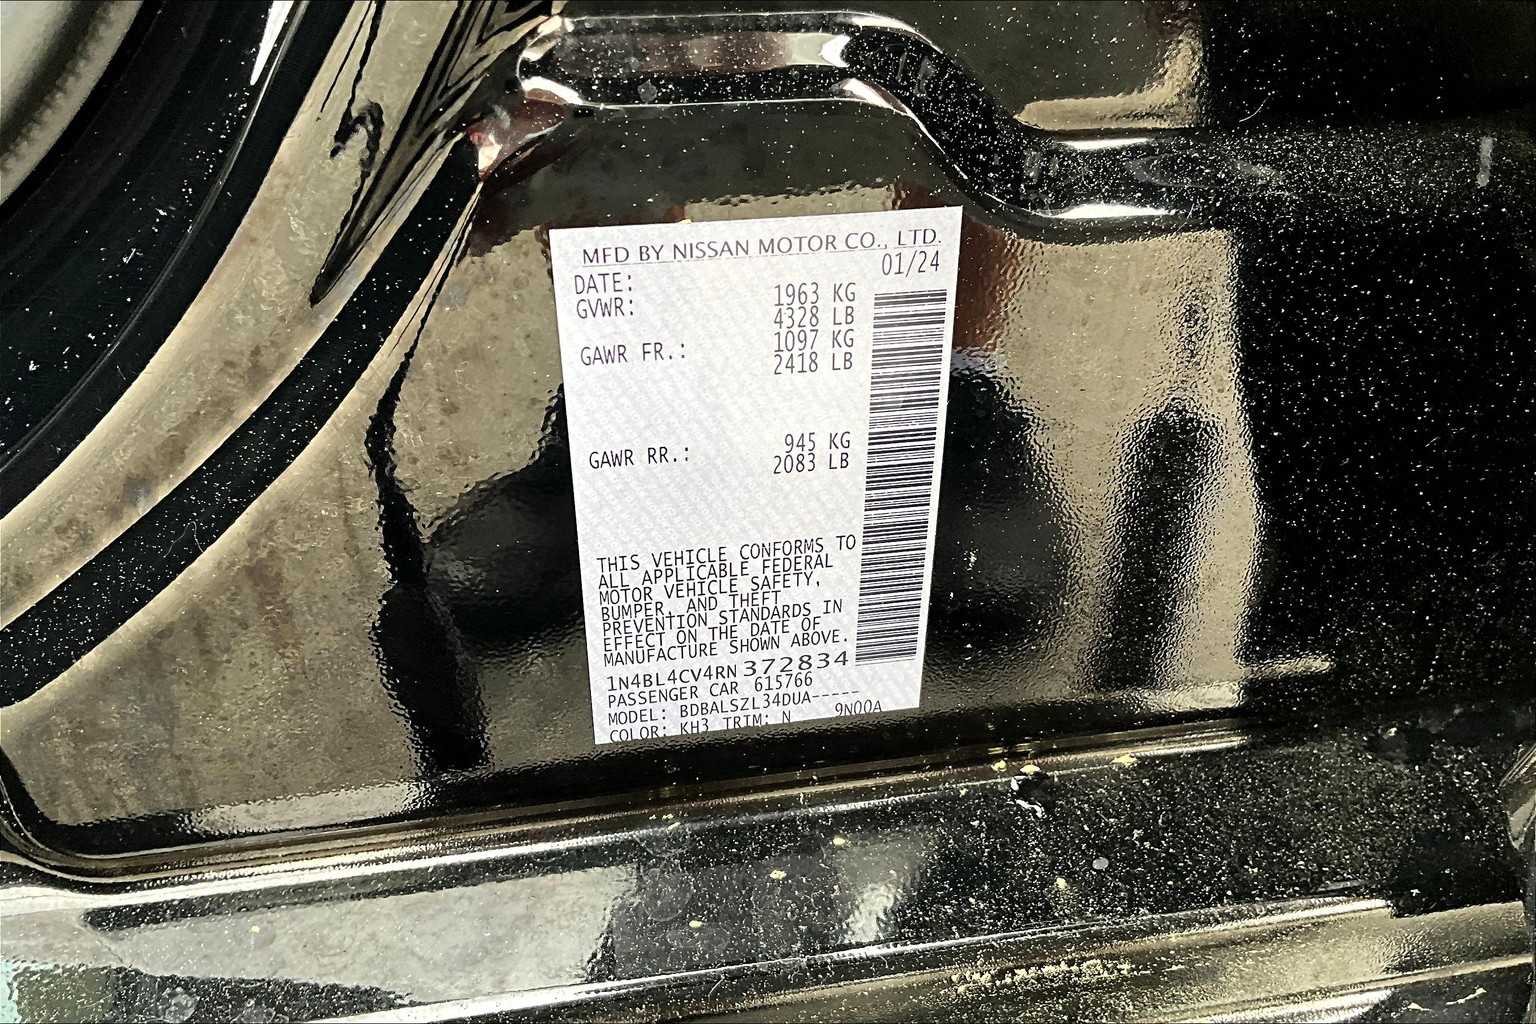 MFD BY NISSAN MOTOR CO., LTD.
DATE: 01/24
GVWR: 1963 KG
4328 LB
GAWR FR.: 1097 KG
2418 LB
GAWR RR.: 945 KG
2083 LB
THIS VEHICLE CONFORMS TO
ALL APPLICABLE FEDERAL
MOTOR VEHICLE SAFETY,
BUMPER, AND THEFT
PREVENTION STANDARDS IN
EFFECT ON THE DATE OF
MANUFACTURE SHOWN ABOVE.
1N4BL4CV4RN 372834
PASSENGER CAR 615766
MODEL: BDBALSZL34DUA-----
COLOR: KH3 TRIM: N 9N00A